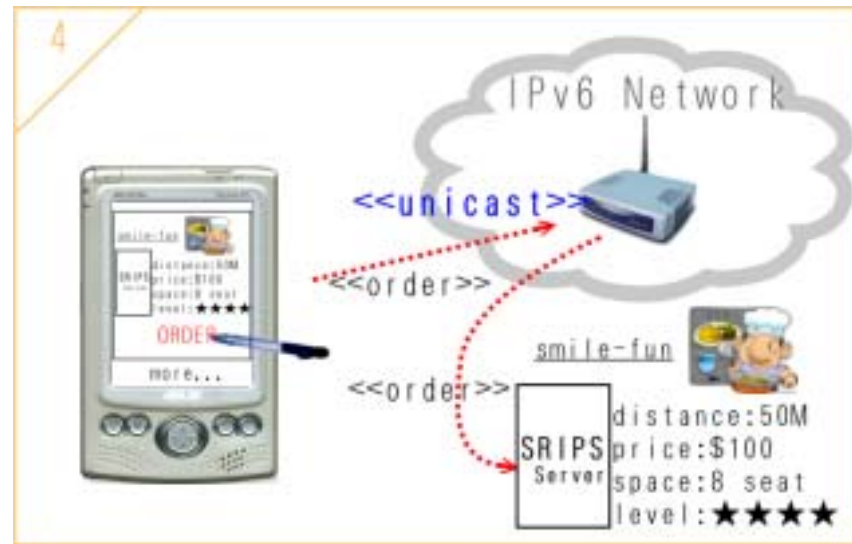 4
IPv6 Network
<<unicast>>
<<order>>
smile-fun
SRIPS
distance:50M
price:$100
space:8 seat
level:★★★★
ORDER
more...
<<order>>
smile-fun
SRIPS
Server
distance:50M
price:$100
space:8 seat
level:★★★★